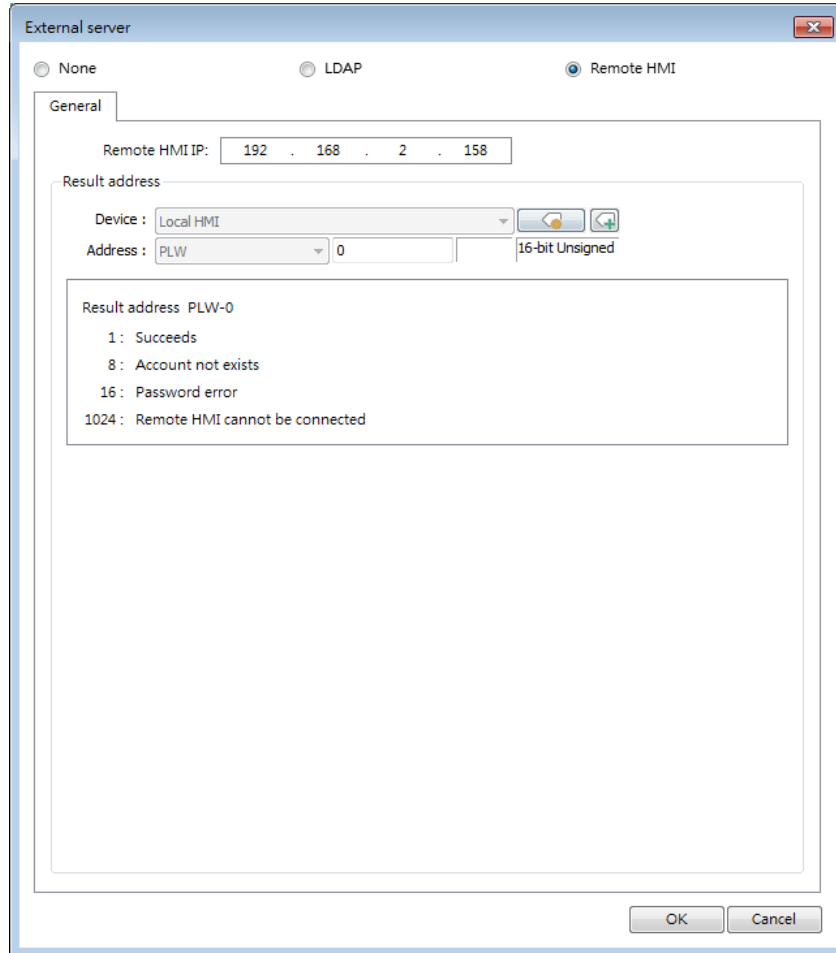 External server
None LDAP Remote HMI
General
Remote HMI IP: 192 . 168 . 2 . 158
Result address
Device : Local HMI
Address : PLW 0 16-bit Unsigned
Result address PLW-0
1 : Succeeds
8 : Account not exists
16 : Password error
1024 : Remote HMI cannot be connected
OK Cancel